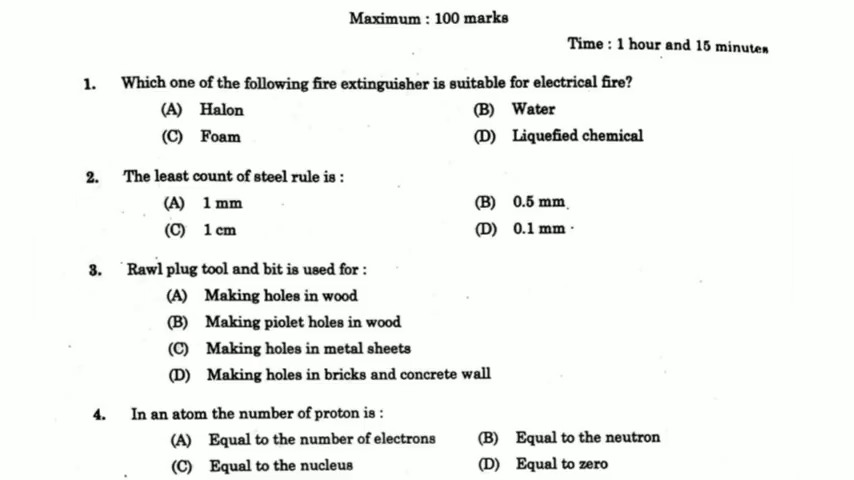 Maximum : 100 marks
Time : 1 hour and 15 minutes
1. Which one of the following fire extinguisher is suitable for electrical fire?
(A) Halon (B) Water
(C) Foam (D) Liquefied chemical
2. The least count of steel rule is :
(A) 1 mm (B) 0.5 mm
(C) 1 cm (D) 0.1 mm
3. Rawl plug tool and bit is used for :
(A) Making holes in wood
(B) Making piolet holes in wood
(C) Making holes in metal sheets
(D) Making holes in bricks and concrete wall
4. In an atom the number of proton is :
(A) Equal to the number of electrons (B) Equal to the neutron
(C) Equal to the nucleus (D) Equal to zero